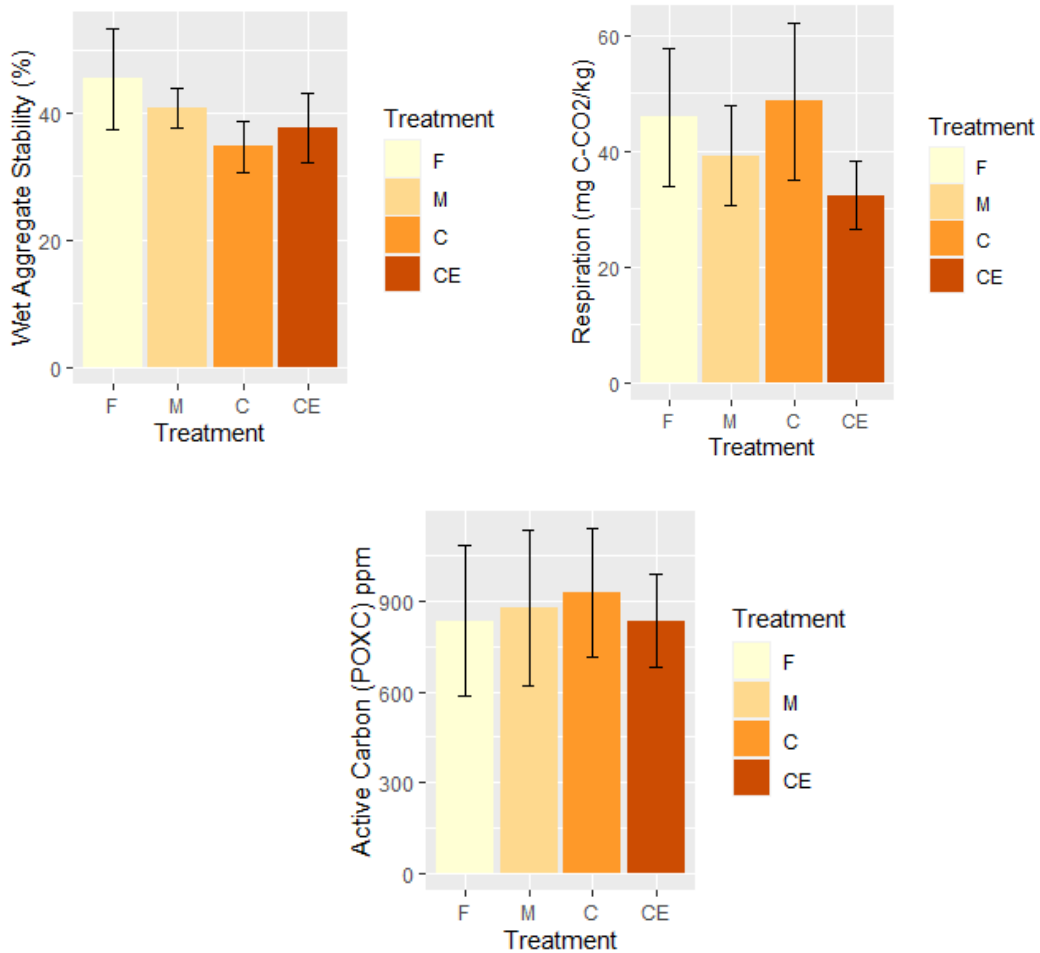 Wet Aggregate Stability (%)
40
20
0
F M C CE
Treatment
Treatment
F
M
C
CE
Respiration (mg C-CO2/kg)
60
40
20
0
F M C CE
Treatment
Treatment
F
M
C
CE
Active Carbon (POXC) ppm
900
600
300
0
F M C CE
Treatment
Treatment
F
M
C
CE